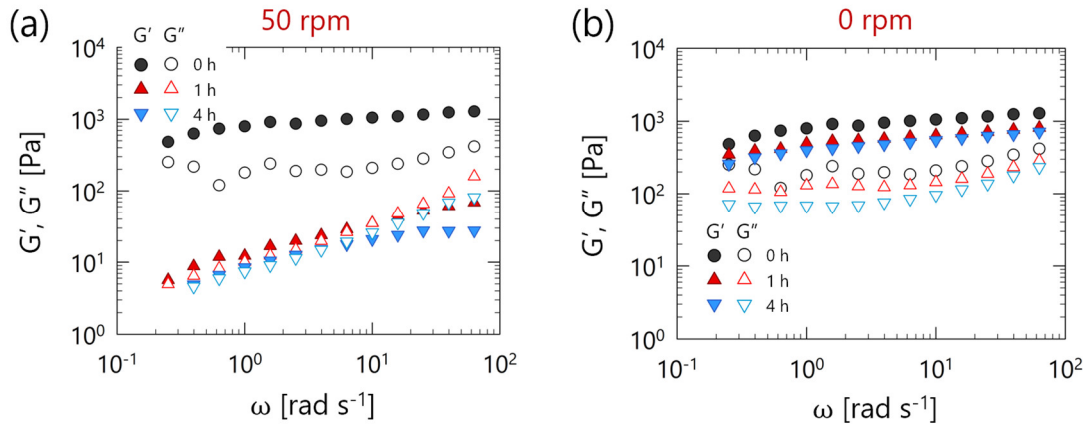 (a)
50 rpm
G′ G″
0 h
1 h
4 h
10⁴
10³
10²
10¹
10⁰
G′, G″ [Pa]
10⁻¹ 10⁰ 10¹ 10²
ω [rad s⁻¹]
(b)
0 rpm
10⁴
10³
10²
10¹
10⁰
G′, G″ [Pa]
G′ G″
0 h
1 h
4 h
10⁻¹ 10⁰ 10¹ 10²
ω [rad s⁻¹]